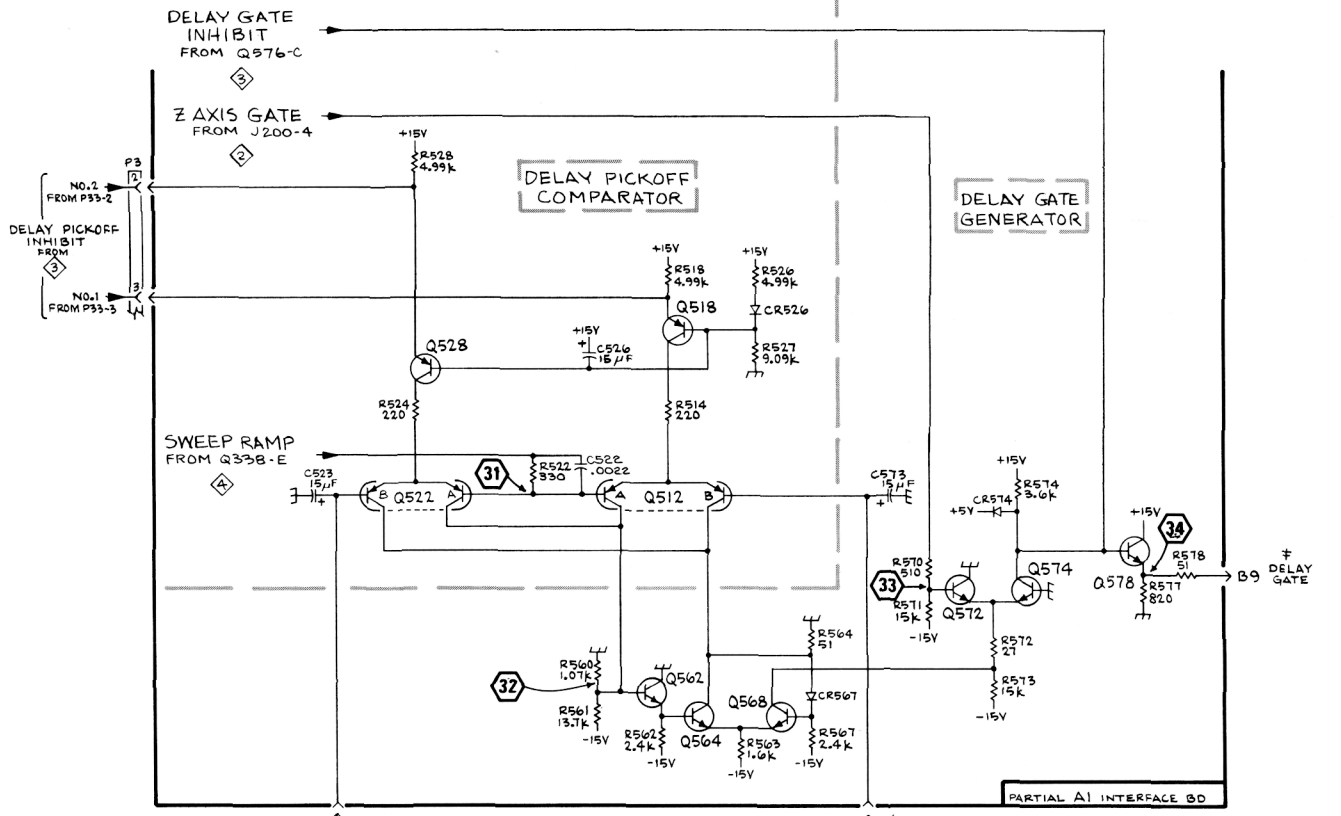 DELAY GATE
INHIBIT
FROM Q576-C
3
Z AXIS GATE
FROM J200-4
2
+15V
R528
4.99K
P3
2
NO.2
FROM P33-2
DELAY PICKOFF
INHIBIT
FROM
3
3
NO.1
FROM P33-3
DELAY PICKOFF
COMPARATOR
DELAY GATE
GENERATOR
+15V
R518
4.99K
+15V
R526
4.99K
Q518
CR526
+15V
+
C526
15µF
R527
9.09K
Q528
R524
220
R514
220
SWEEP RAMP
FROM Q338-E
4
C523
15µF
+
31
R522
330
C522
.0022
C573
15µF
+
B Q522 A
A Q512 B
+15V
R574
3.6K
CR574
+5V
+15V
34
R578
51
B9
‡
DELAY
GATE
Q578
R577
820
R570
510
33
R571
15K
-15V
Q572
Q574
R572
27
R573
15K
-15V
R560
1.07K
32
R561
13.7K
-15V
Q562
R562
2.4K
-15V
Q564
Q568
R563
1.6K
-15V
R564
51
CR567
R567
2.4K
-15V
PARTIAL A1 INTERFACE BD